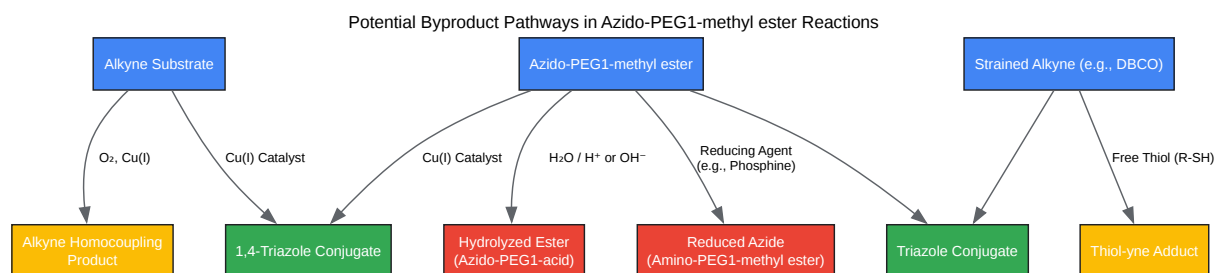 Potential Byproduct Pathways in Azido-PEG1-methyl ester Reactions
Alkyne Substrate
Azido-PEG1-methyl ester
Strained Alkyne (e.g., DBCO)
O₂, Cu(I)
Cu(I) Catalyst
Cu(I) Catalyst
H₂O / H⁺ or OH⁻
Reducing Agent
(e.g., Phosphine)
Free Thiol (R-SH)
Alkyne Homocoupling
Product
1,4-Triazole Conjugate
Hydrolyzed Ester
(Azido-PEG1-acid)
Reduced Azide
(Amino-PEG1-methyl ester)
Triazole Conjugate
Thiol-yne Adduct